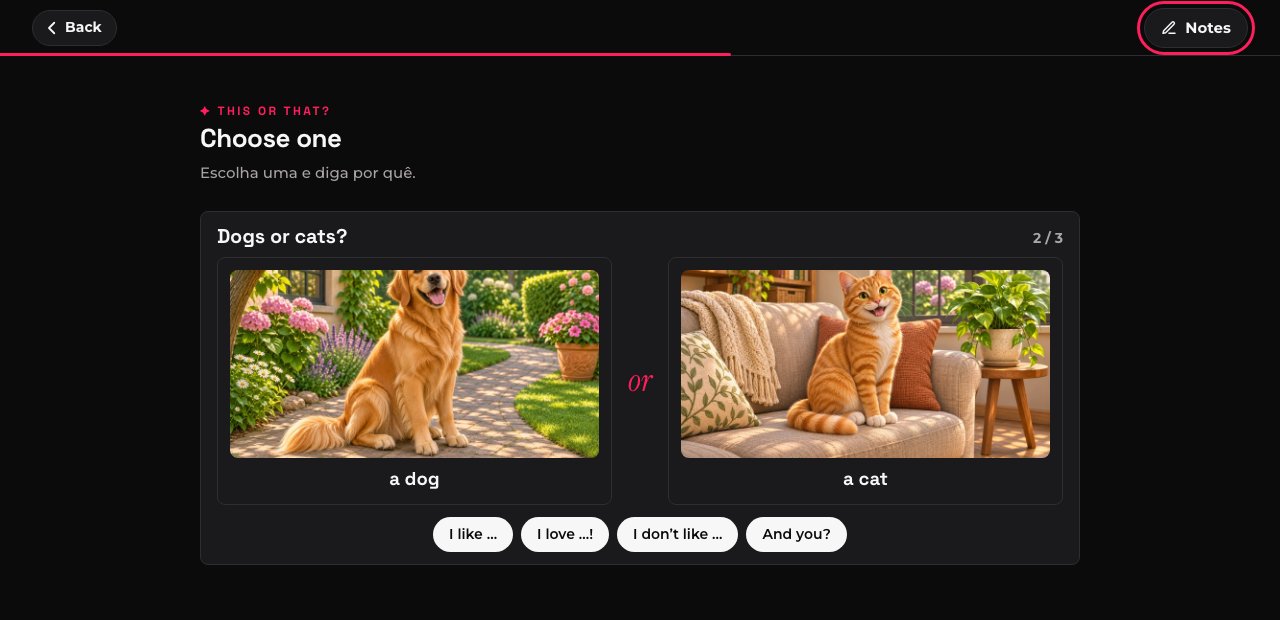 Back
Notes
THIS OR THAT?
Choose one
Escolha uma e diga por quê.
Dogs or cats?
2 / 3
or
a dog
a cat
I like ...
I love ...!
I don't like ...
And you?